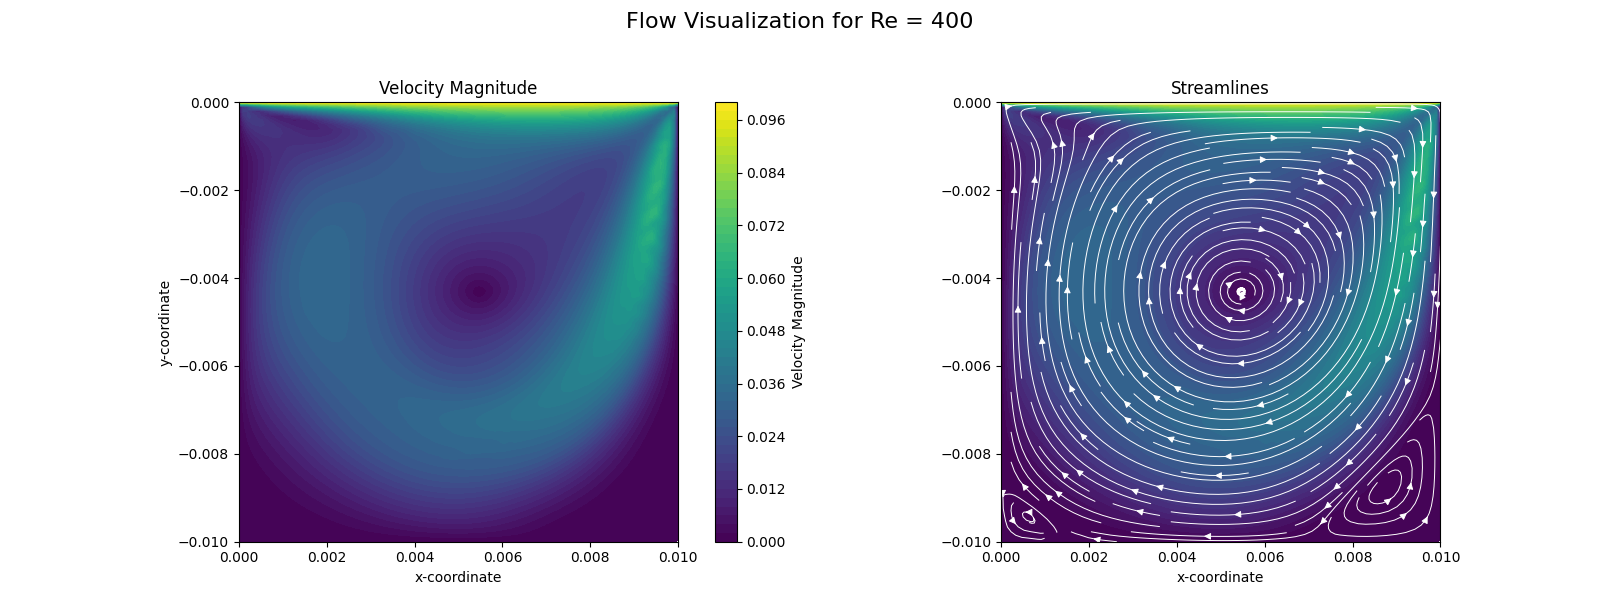 Flow Visualization for Re = 400
Velocity Magnitude
0.000
−0.002
−0.004
−0.006
−0.008
−0.010
y-coordinate
0.000 0.002 0.004 0.006 0.008 0.010
x-coordinate
0.096
0.084
0.072
0.060
0.048
0.036
0.024
0.012
0.000
Velocity Magnitude
Streamlines
0.000
−0.002
−0.004
−0.006
−0.008
−0.010
0.000 0.002 0.004 0.006 0.008 0.010
x-coordinate